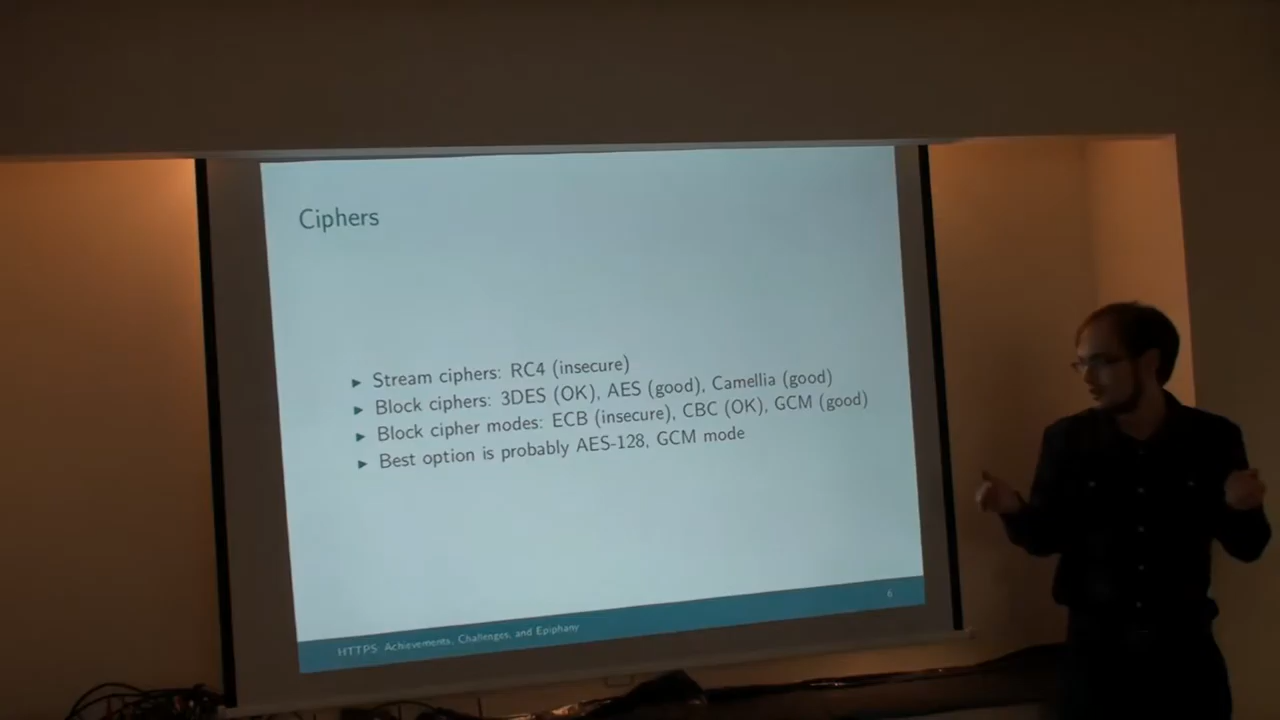 Ciphers
▶ Stream ciphers: RC4 (insecure)
▶ Block ciphers: 3DES (OK), AES (good), Camellia (good)
▶ Block cipher modes: ECB (insecure), CBC (OK), GCM (good)
▶ Best option is probably AES-128, GCM mode
6
HTTPS: Achievements, Challenges, and Epiphany